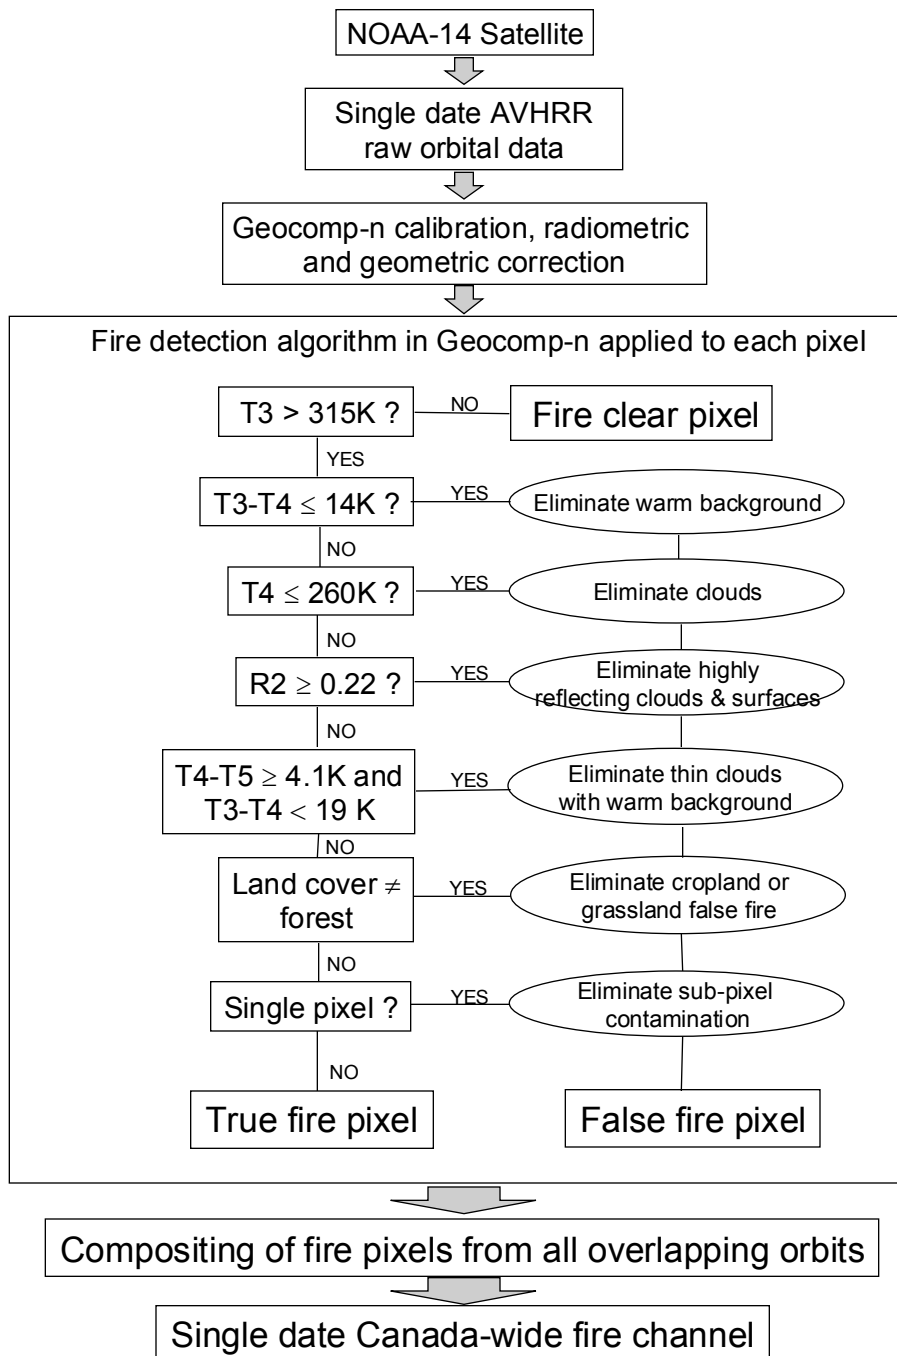 NOAA-14 Satellite
Single date AVHRR
raw orbital data
Geocomp-n calibration, radiometric
and geometric correction
Fire detection algorithm in Geocomp-n applied to each pixel
T3 > 315K ?
NO
Fire clear pixel
YES
T3-T4 ≤ 14K ?
YES
Eliminate warm background
NO
T4 ≤ 260K ?
YES
Eliminate clouds
NO
R2 ≥ 0.22 ?
YES
Eliminate highly
reflecting clouds & surfaces
NO
T4-T5 ≥ 4.1K and
T3-T4 < 19 K
YES
Eliminate thin clouds
with warm background
NO
Land cover ≠
forest
YES
Eliminate cropland or
grassland false fire
NO
Single pixel ?
YES
Eliminate sub-pixel
contamination
NO
True fire pixel
False fire pixel
Compositing of fire pixels from all overlapping orbits
Single date Canada-wide fire channel